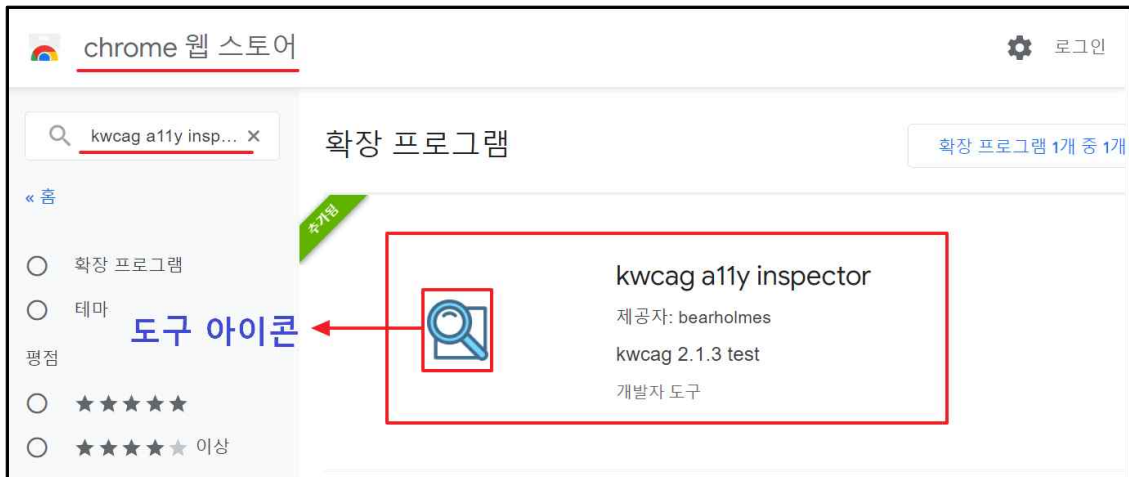 chrome 웹 스토어
로그인
kwcag a11y insp... ×
« 홈
확장 프로그램
테마
평점
★★★★★
★★★★★ 이상
확장 프로그램
확장 프로그램 1개 중 1개
추가됨
도구 아이콘
kwcag a11y inspector
제공자: bearholmes
kwcag 2.1.3 test
개발자 도구